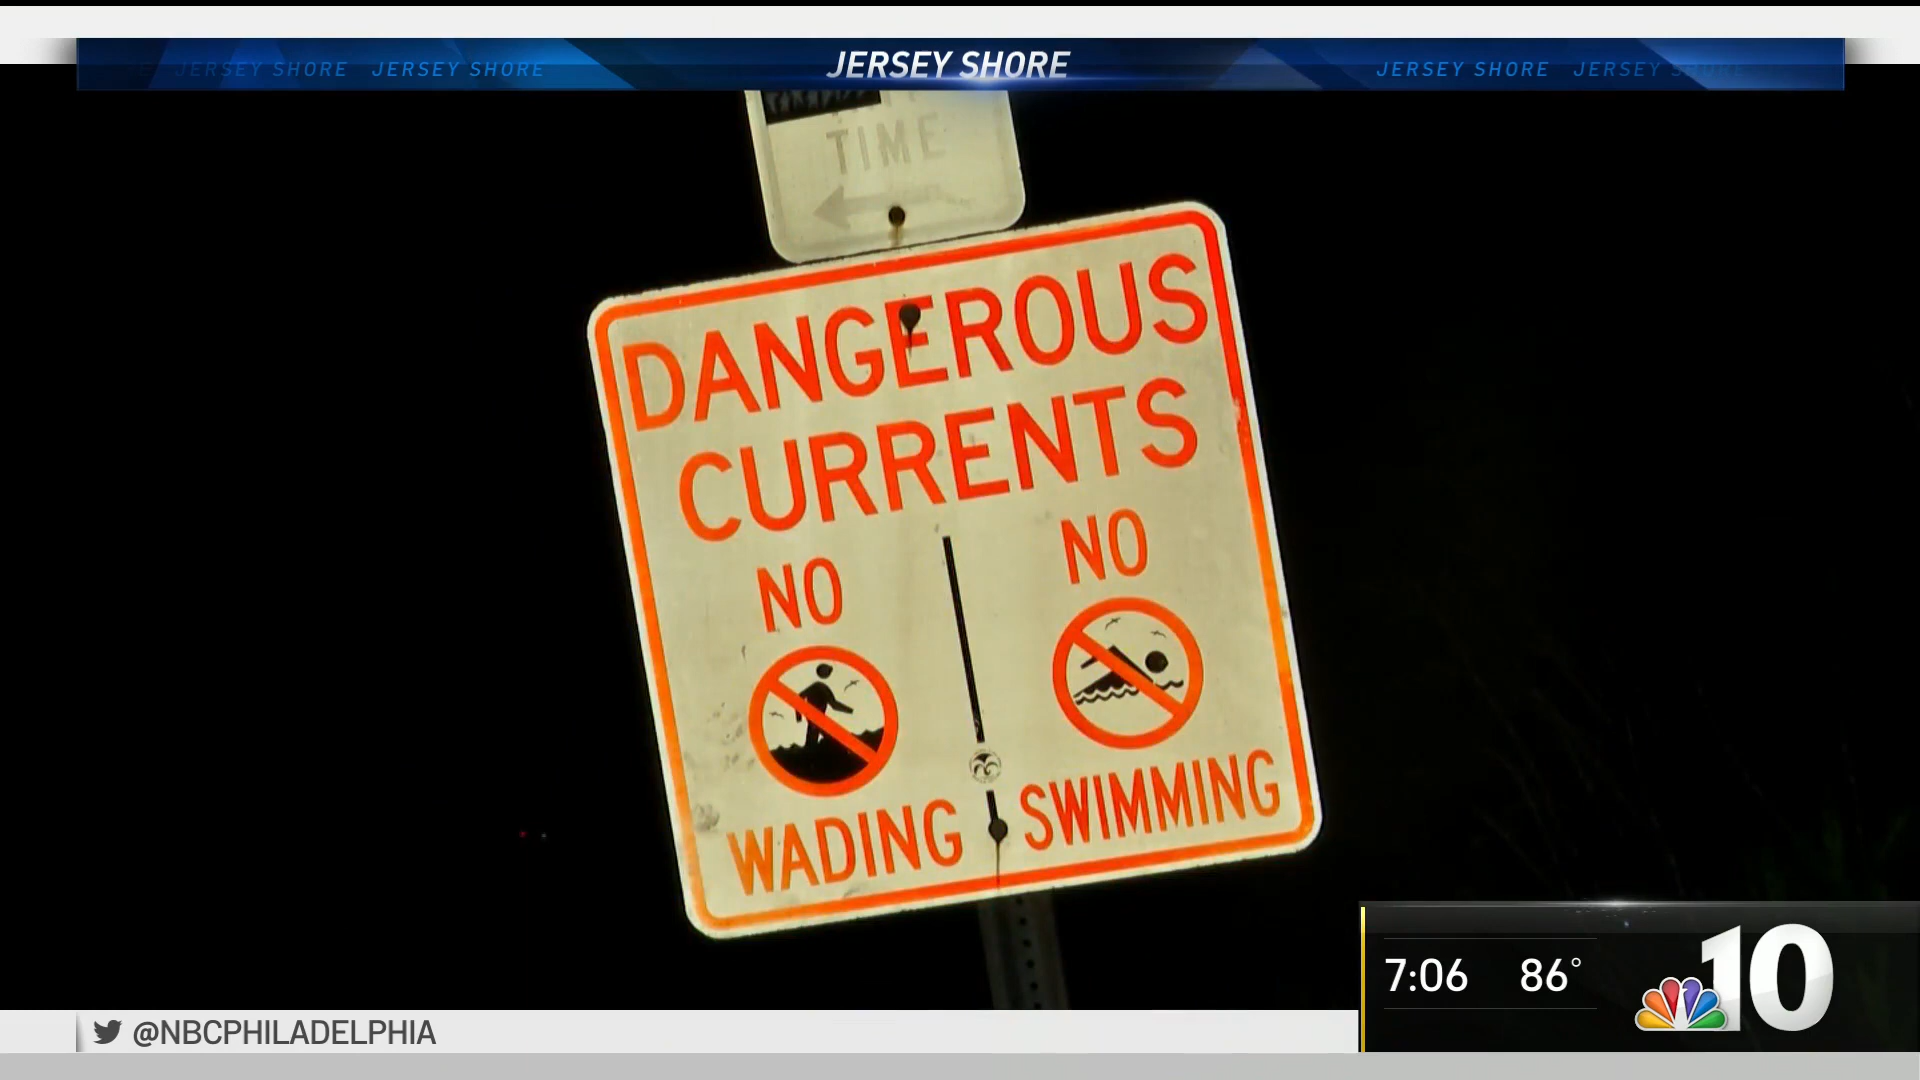 JERSEY SHORE JERSEY SHORE JERSEY SHORE JERSEY SHORE JERSEY SHORE
TIME
DANGEROUS
CURRENTS
NO NO
WADING SWIMMING
7:06 86° 10
@NBCPHILADELPHIA